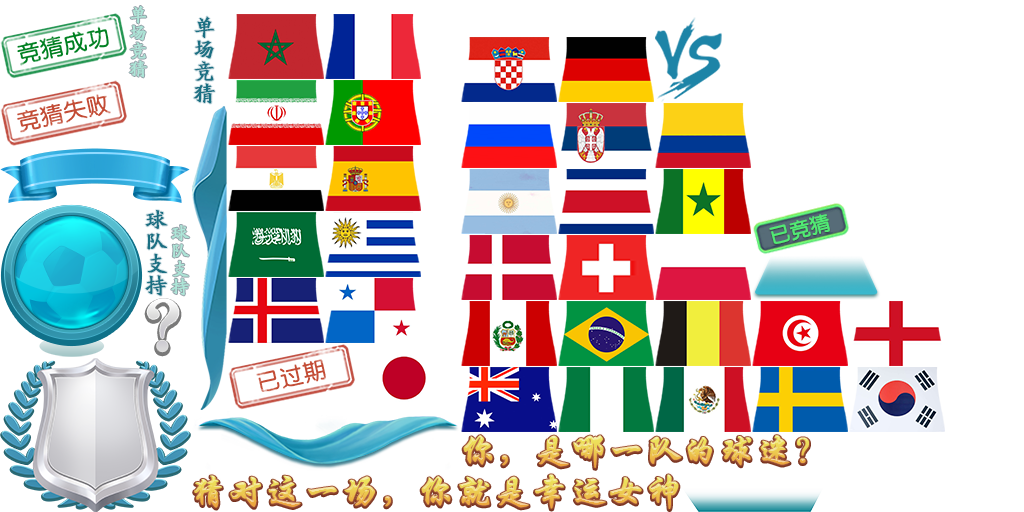 竞猜成功
单场竞猜
单场竞猜
VS
竞猜失败
球队支持
球队支持
已竞猜
?
已过期
你，是哪一队的球迷？
猜对这一场，你就是幸运女神